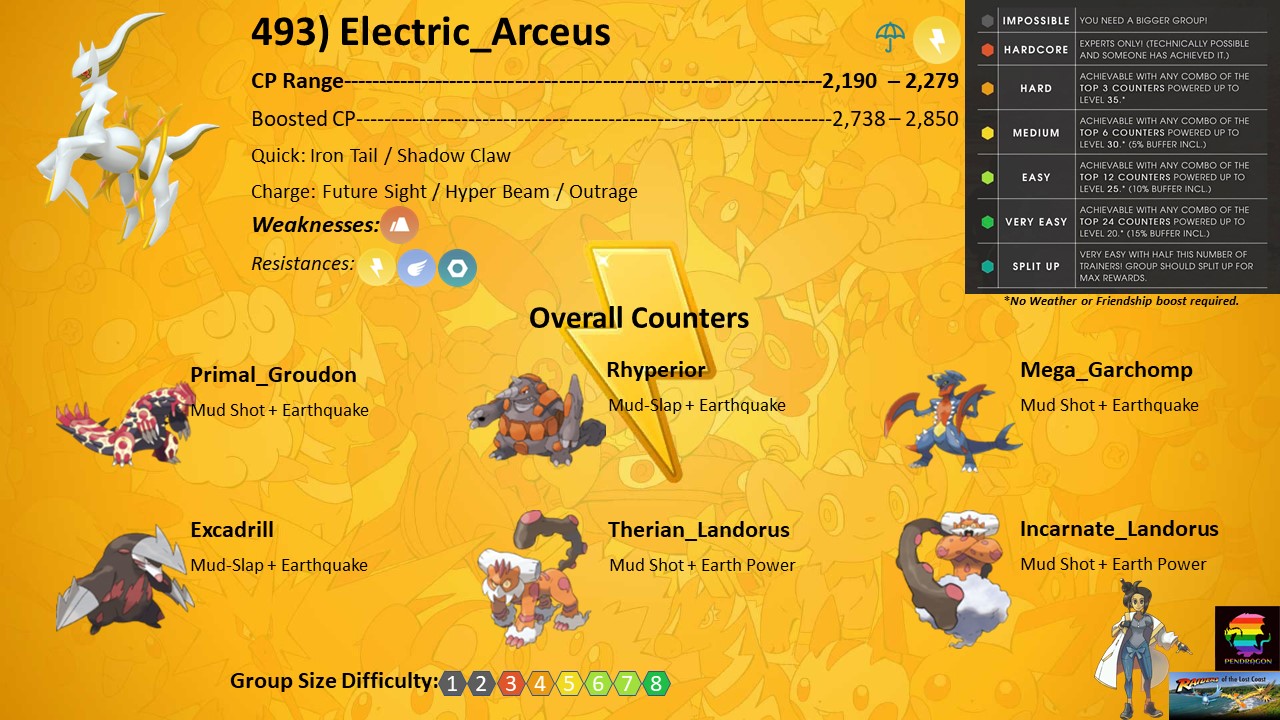 493) Electric_Arceus
CP Range--------------------------------------------------------------------2,190 – 2,279
Boosted CP--------------------------------------------------------------------2,738 – 2,850
Quick: Iron Tail / Shadow Claw
Charge: Future Sight / Hyper Beam / Outrage
Weaknesses:
Resistances:
IMPOSSIBLE YOU NEED A BIGGER GROUP!
HARDCORE EXPERTS ONLY! (TECHNICALLY POSSIBLE
AND SOMEONE HAS ACHIEVED IT.)
HARD ACHIEVABLE WITH ANY COMBO OF THE
TOP 3 COUNTERS POWERED UP TO
LEVEL 35.*
MEDIUM ACHIEVABLE WITH ANY COMBO OF THE
TOP 6 COUNTERS POWERED UP TO
LEVEL 30.* (5% BUFFER INCL.)
EASY ACHIEVABLE WITH ANY COMBO OF THE
TOP 12 COUNTERS POWERED UP TO
LEVEL 25.* (10% BUFFER INCL.)
VERY EASY ACHIEVABLE WITH ANY COMBO OF THE
TOP 24 COUNTERS POWERED UP TO
LEVEL 20.* (15% BUFFER INCL.)
SPLIT UP VERY EASY WITH HALF THIS NUMBER OF
TRAINERS! GROUP SHOULD SPLIT UP FOR
MAX REWARDS.
*No Weather or Friendship boost required.
Overall Counters
Primal_Groudon
Mud Shot + Earthquake
Rhyperior
Mud-Slap + Earthquake
Mega_Garchomp
Mud Shot + Earthquake
Excadrill
Mud-Slap + Earthquake
Therian_Landorus
Mud Shot + Earth Power
Incarnate_Landorus
Mud Shot + Earth Power
Group Size Difficulty: 1 2 3 4 5 6 7 8
PENDRAGON
RAIDERS of the Lost Coast